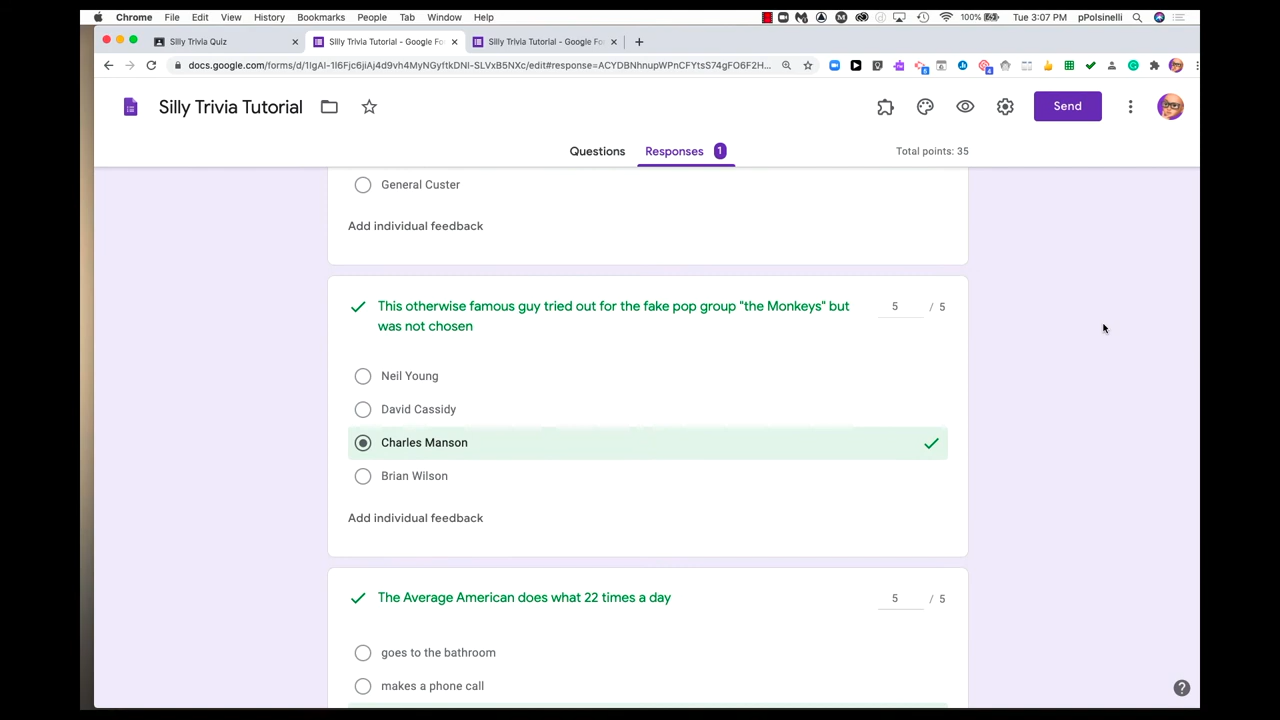 Chrome File Edit View History Bookmarks People Tab Window Help 100% Tue 3:07 PM pPolsinelli
Silly Trivia Quiz Silly Trivia Tutorial - Google Fo Silly Trivia Tutorial - Google Fo
docs.google.com/forms/d/1IgAI-1I6Fjc6jiAj4d9vh4MyNGyftkDNI-SLVxB5NXc/edit#response=ACYDBNhnupWPnCFYtsS74gFO6F2H...
Silly Trivia Tutorial
Send
Questions Responses 1 Total points: 35
General Custer
Add individual feedback
This otherwise famous guy tried out for the fake pop group "the Monkeys" but was not chosen 5 / 5
Neil Young
David Cassidy
Charles Manson
Brian Wilson
Add individual feedback
The Average American does what 22 times a day 5 / 5
goes to the bathroom
makes a phone call